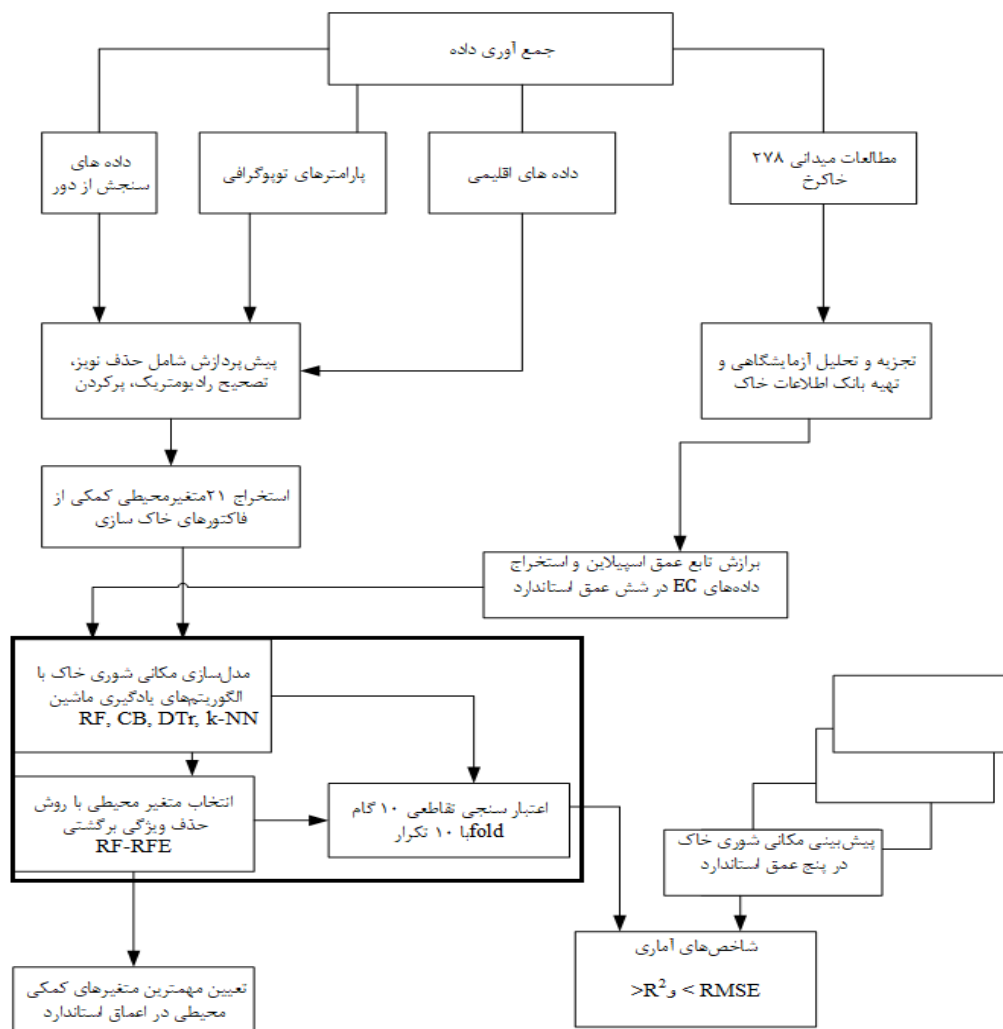 جمع آوری داده
داده های
سنجش از دور
پارامترهای توپوگرافی
داده های اقلیمی
مطالعات میدانی ۲۷۸
خاکرخ
پیش‌پردازش شامل حذف نویز،
تصحیح رادیومتریک، پرکردن
تجزیه و تحلیل آزمایشگاهی و
تهیه بانک اطلاعات خاک
استخراج ۲۱متغیرمحیطی کمکی از
فاکتورهای خاک سازی
برازش تابع عمق اسپیلاین و استخراج
داده‌های EC در شش عمق استاندارد
مدل‌سازی مکانی شوری خاک با
الگوریتم‌های یادگیری ماشین
RF, CB, DTr, k-NN
انتخاب متغیر محیطی با روش
حذف ویژگی برگشتی
RF-RFE
اعتبار سنجی تقاطعی ۱۰ گام
foldبا ۱۰ تکرار
پیش‌بینی مکانی شوری خاک
در پنج عمق استاندارد
شاخص‌های آماری
>R² و < RMSE
تعیین مهمترین متغیرهای کمکی
محیطی در اعماق استاندارد